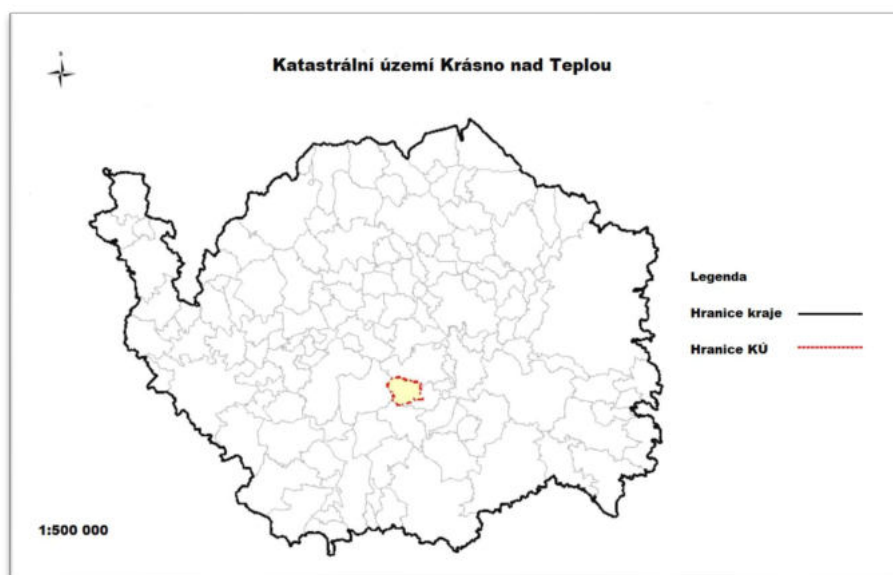 Katastrální území Krásno nad Teplou
Legenda
Hranice kraje
Hranice KÚ
1:500 000